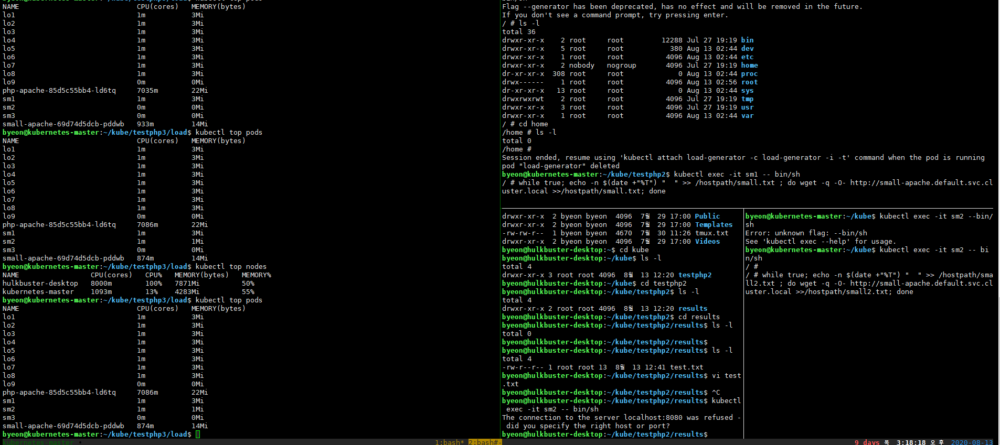 byeon@kubernetes-master:~/kube/testphp3/load$ kubectl top pods
NAME                            CPU(cores)   MEMORY(bytes)
lo1                             1m           3Mi
lo2                             1m           3Mi
lo3                             1m           3Mi
lo4                             1m           3Mi
lo5                             1m           3Mi
lo6                             1m           3Mi
lo7                             1m           3Mi
lo8                             1m           3Mi
lo9                             0m           0Mi
php-apache-85d5c55bb4-ld6tq     7035m        22Mi
sm1                             1m           3Mi
sm2                             0m           0Mi
sm3                             0m           0Mi
small-apache-69d74d5dcb-pddwb   933m         14Mi
byeon@kubernetes-master:~/kube/testphp3/load$ kubectl top pods
NAME                            CPU(cores)   MEMORY(bytes)
lo1                             1m           3Mi
lo2                             1m           3Mi
lo3                             1m           3Mi
lo4                             1m           3Mi
lo5                             1m           3Mi
lo6                             1m           3Mi
lo7                             1m           3Mi
lo8                             1m           3Mi
lo9                             0m           0Mi
php-apache-85d5c55bb4-ld6tq     7086m        22Mi
sm1                             1m           3Mi
sm2                             1m           1Mi
sm3                             0m           0Mi
small-apache-69d74d5dcb-pddwb   874m         14Mi
byeon@kubernetes-master:~/kube/testphp3/load$ kubectl top nodes
NAME                 CPU(cores)   CPU%   MEMORY(bytes)   MEMORY%
hulkbuster-desktop   8000m        100%   7871Mi          50%
kubernetes-master    1093m        13%    4283Mi          55%
byeon@kubernetes-master:~/kube/testphp3/load$ kubectl top pods
NAME                            CPU(cores)   MEMORY(bytes)
lo1                             1m           3Mi
lo2                             1m           3Mi
lo3                             1m           3Mi
lo4                             1m           3Mi
lo5                             1m           3Mi
lo6                             1m           3Mi
lo7                             1m           3Mi
lo8                             1m           3Mi
lo9                             0m           0Mi
php-apache-85d5c55bb4-ld6tq     7086m        22Mi
sm1                             1m           3Mi
sm2                             1m           1Mi
sm3                             0m           0Mi
small-apache-69d74d5dcb-pddwb   874m         14Mi
byeon@kubernetes-master:~/kube/testphp3/load$
bin/sh
Flag --generator has been deprecated, has no effect and will be removed in the future.
If you don't see a command prompt, try pressing enter.
/ # ls -l
total 36
drwxr-xr-x    2 root     root         12288 Jul 27 19:19 bin
drwxr-xr-x    5 root     root           380 Aug 13 02:44 dev
drwxr-xr-x    1 root     root          4096 Aug 13 02:44 etc
drwxr-xr-x    2 nobody   nogroup       4096 Jul 27 19:19 home
dr-xr-xr-x  308 root     root             0 Aug 13 02:44 proc
drwx------    1 root     root          4096 Aug 13 02:56 root
dr-xr-xr-x   13 root     root             0 Aug 13 02:44 sys
drwxrwxrwt    2 root     root          4096 Jul 27 19:19 tmp
drwxr-xr-x    3 root     root          4096 Jul 27 19:19 usr
drwxr-xr-x    1 root     root          4096 Aug 13 02:44 var
/ # cd home
/home # ls -l
total 0
/home #
Session ended, resume using 'kubectl attach load-generator -c load-generator -i -t' command when the pod is running
pod "load-generator" deleted
byeon@kubernetes-master:~/kube/testphp2$ kubectl exec -it sm1 -- bin/sh
/ # while true; echo -n $(date +"%T") "  " >> /hostpath/small.txt ; do wget -q -O- http://small-apache.default.svc.cl
uster.local >>/hostpath/small.txt; done
drwxr-xr-x  2 byeon byeon  4096  7월  29 17:00 Public
drwxr-xr-x  2 byeon byeon  4096  7월  29 17:00 Templates
-rw-rw-r--  1 byeon byeon  4670  7월  30 11:26 tmux.txt
drwxr-xr-x  2 byeon byeon  4096  7월  29 17:00 Videos
byeon@hulkbuster-desktop:~$ cd kube
byeon@hulkbuster-desktop:~/kube$ ls -l
total 4
drwxr-xr-x 3 root root 4096  8월  13 12:20 testphp2
byeon@hulkbuster-desktop:~/kube$ cd testphp2
byeon@hulkbuster-desktop:~/kube/testphp2$ ls -l
total 4
drwxr-xr-x 2 root root 4096  8월  13 12:20 results
byeon@hulkbuster-desktop:~/kube/testphp2$ cd results
byeon@hulkbuster-desktop:~/kube/testphp2/results$ ls -l
total 0
byeon@hulkbuster-desktop:~/kube/testphp2/results$
byeon@hulkbuster-desktop:~/kube/testphp2/results$ ls -l
total 4
-rw-r--r-- 1 root root 13  8월  13 12:41 test.txt
byeon@hulkbuster-desktop:~/kube/testphp2/results$ vi test
.txt
byeon@hulkbuster-desktop:~/kube/testphp2/results$ ^C
byeon@hulkbuster-desktop:~/kube/testphp2/results$ kubectl
 exec -it sm2 -- bin/sh
The connection to the server localhost:8080 was refused -
 did you specify the right host or port?
byeon@hulkbuster-desktop:~/kube/testphp2/results$
byeon@kubernetes-master:~/kube$ kubectl exec -it sm2 --bin/
sh
Error: unknown flag: --bin/sh
See 'kubectl exec --help' for usage.
byeon@kubernetes-master:~/kube$ kubectl exec -it sm2 -- bi
n/sh
/ #
/ # while true; echo -n $(date +"%T") "  " >> /hostpath/sma
ll2.txt ; do wget -q -O- http://small-apache.default.svc.cl
uster.local >>/hostpath/small2.txt; done
kubernetes-master • 1:bash* 2:bash#- 9 days 목 3:18:18 오후 2020-08-13